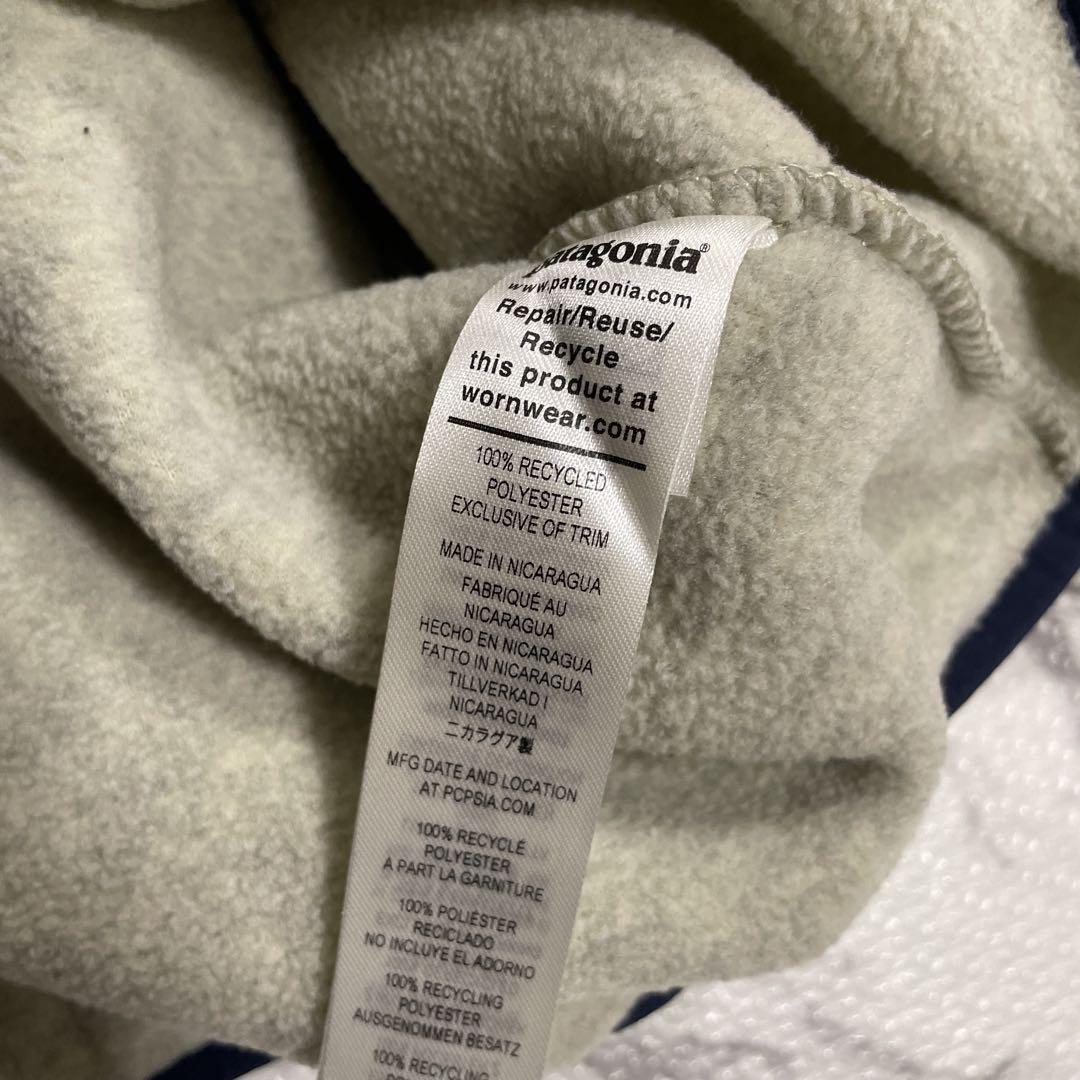 patagonia®
www.patagonia.com
Repair/Reuse/
Recycle
this product at
wornwear.com
100% RECYCLED
POLYESTER
EXCLUSIVE OF TRIM
MADE IN NICARAGUA
FABRIQUÉ AU
NICARAGUA
HECHO EN NICARAGUA
FATTO IN NICARAGUA
TILLVERKAD I
NICARAGUA
ニカラグア製
MFG DATE AND LOCATION
AT PCPSIA.COM
100% RECYCLÉ
POLYESTER
A PART LA GARNITURE
100% POLIÉSTER
RECICLADO
NO INCLUYE EL ADORNO
100% RECYCLING
POLYESTER
AUSGENOMMEN BESATZ
100% RECYCLING